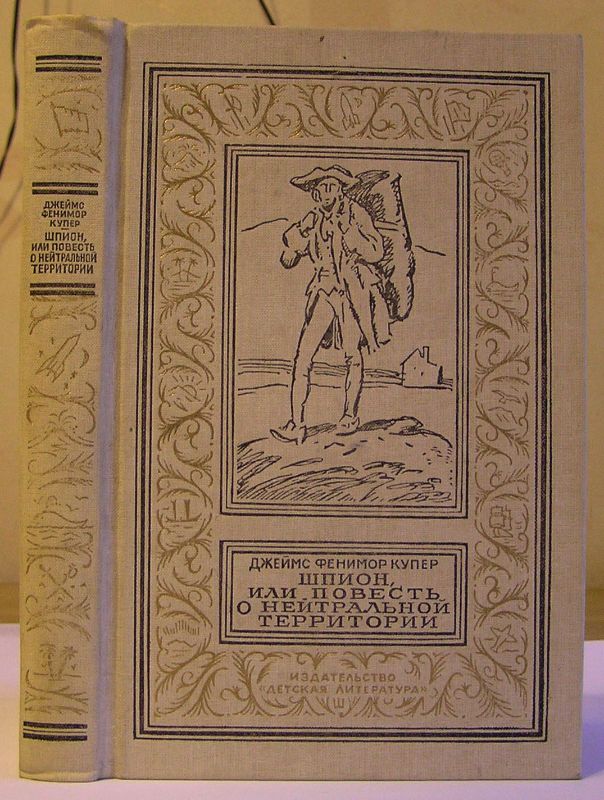 ДЖЕЙМС
ФЕНИМОР
КУПЕР
ШПИОН,
ИЛИ ПОВЕСТЬ
О НЕЙТРАЛЬНОЙ
ТЕРРИТОРИИ
ДЖЕЙМС ФЕНИМОР КУПЕР
ШПИОН,
ИЛИ ПОВЕСТЬ
О НЕЙТРАЛЬНОЙ
ТЕРРИТОРИИ
ИЗДАТЕЛЬСТВО
«ДЕТСКАЯ ЛИТЕРАТУРА»